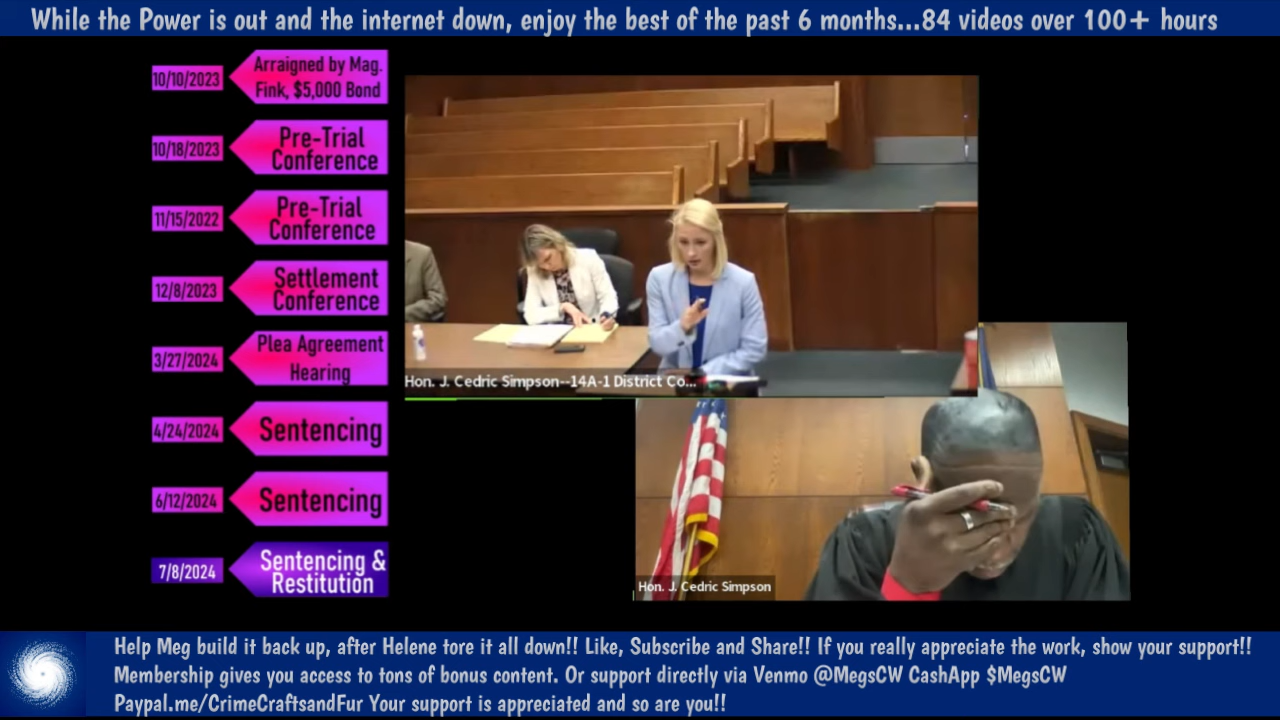 While the Power is out and the internet down, enjoy the best of the past 6 months...84 videos over 100+ hours
10/10/2023
Arraigned by Mag.
Fink, $5,000 Bond
10/18/2023
Pre-Trial
Conference
11/15/2022
Pre-Trial
Conference
12/8/2023
Settlement
Conference
3/27/2024
Plea Agreement
Hearing
4/24/2024
Sentencing
6/12/2024
Sentencing
7/8/2024
Sentencing &
Restitution
Hon. J. Cedric Simpson--14A-1 District Co...
Hon. J. Cedric Simpson
Help Meg build it back up, after Helene tore it all down!! Like, Subscribe and Share!! If you really appreciate the work, show your support!!
Membership gives you access to tons of bonus content. Or support directly via Venmo @MegsCW CashApp $MegsCW
Paypal.me/CrimeCraftsandFur Your support is appreciated and so are you!!